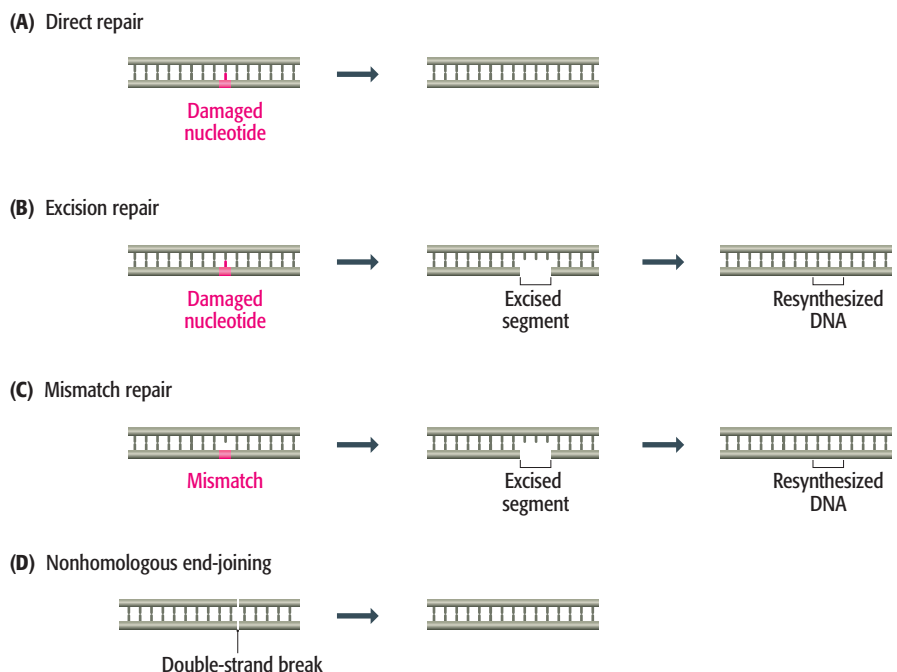 (A) Direct repair
Damaged
nucleotide
(B) Excision repair
Damaged
nucleotide
Excised
segment
Resynthesized
DNA
(C) Mismatch repair
Mismatch
Excised
segment
Resynthesized
DNA
(D) Nonhomologous end-joining
Double-strand break